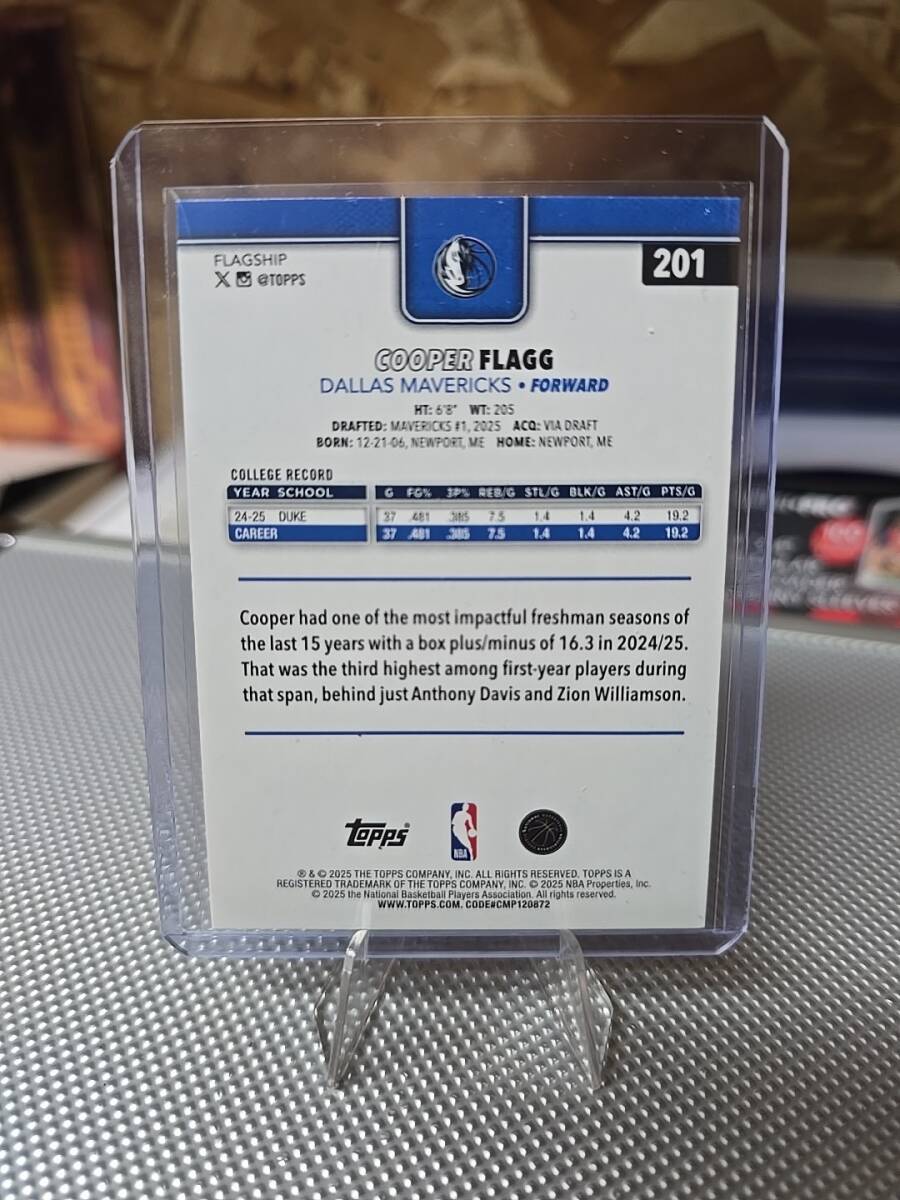 FLAGSHIP
@TOPPS
201
COOPER FLAGG
DALLAS MAVERICKS • FORWARD
HT: 6'8" WT: 205
DRAFTED: MAVERICKS #1, 2025 ACQ: VIA DRAFT
BORN: 12-21-06, NEWPORT, ME HOME: NEWPORT, ME
COLLEGE RECORD
YEAR SCHOOL G FG% 3P% REB/G STL/G BLK/G AST/G PTS/G
24-25 DUKE 37 .481 .385 7.5 1.4 1.4 4.2 19.2
CAREER 37 .481 .385 7.5 1.4 1.4 4.2 19.2
Cooper had one of the most impactful freshman seasons of
the last 15 years with a box plus/minus of 16.3 in 2024/25.
That was the third highest among first-year players during
that span, behind just Anthony Davis and Zion Williamson.
Topps®
NBA
® & © 2025 THE TOPPS COMPANY, INC. ALL RIGHTS RESERVED. TOPPS IS A
REGISTERED TRADEMARK OF THE TOPPS COMPANY, INC. © 2025 NBA Properties, Inc.
© 2025 the National Basketball Players Association. All rights reserved.
WWW.TOPPS.COM. CODE#CMP120872